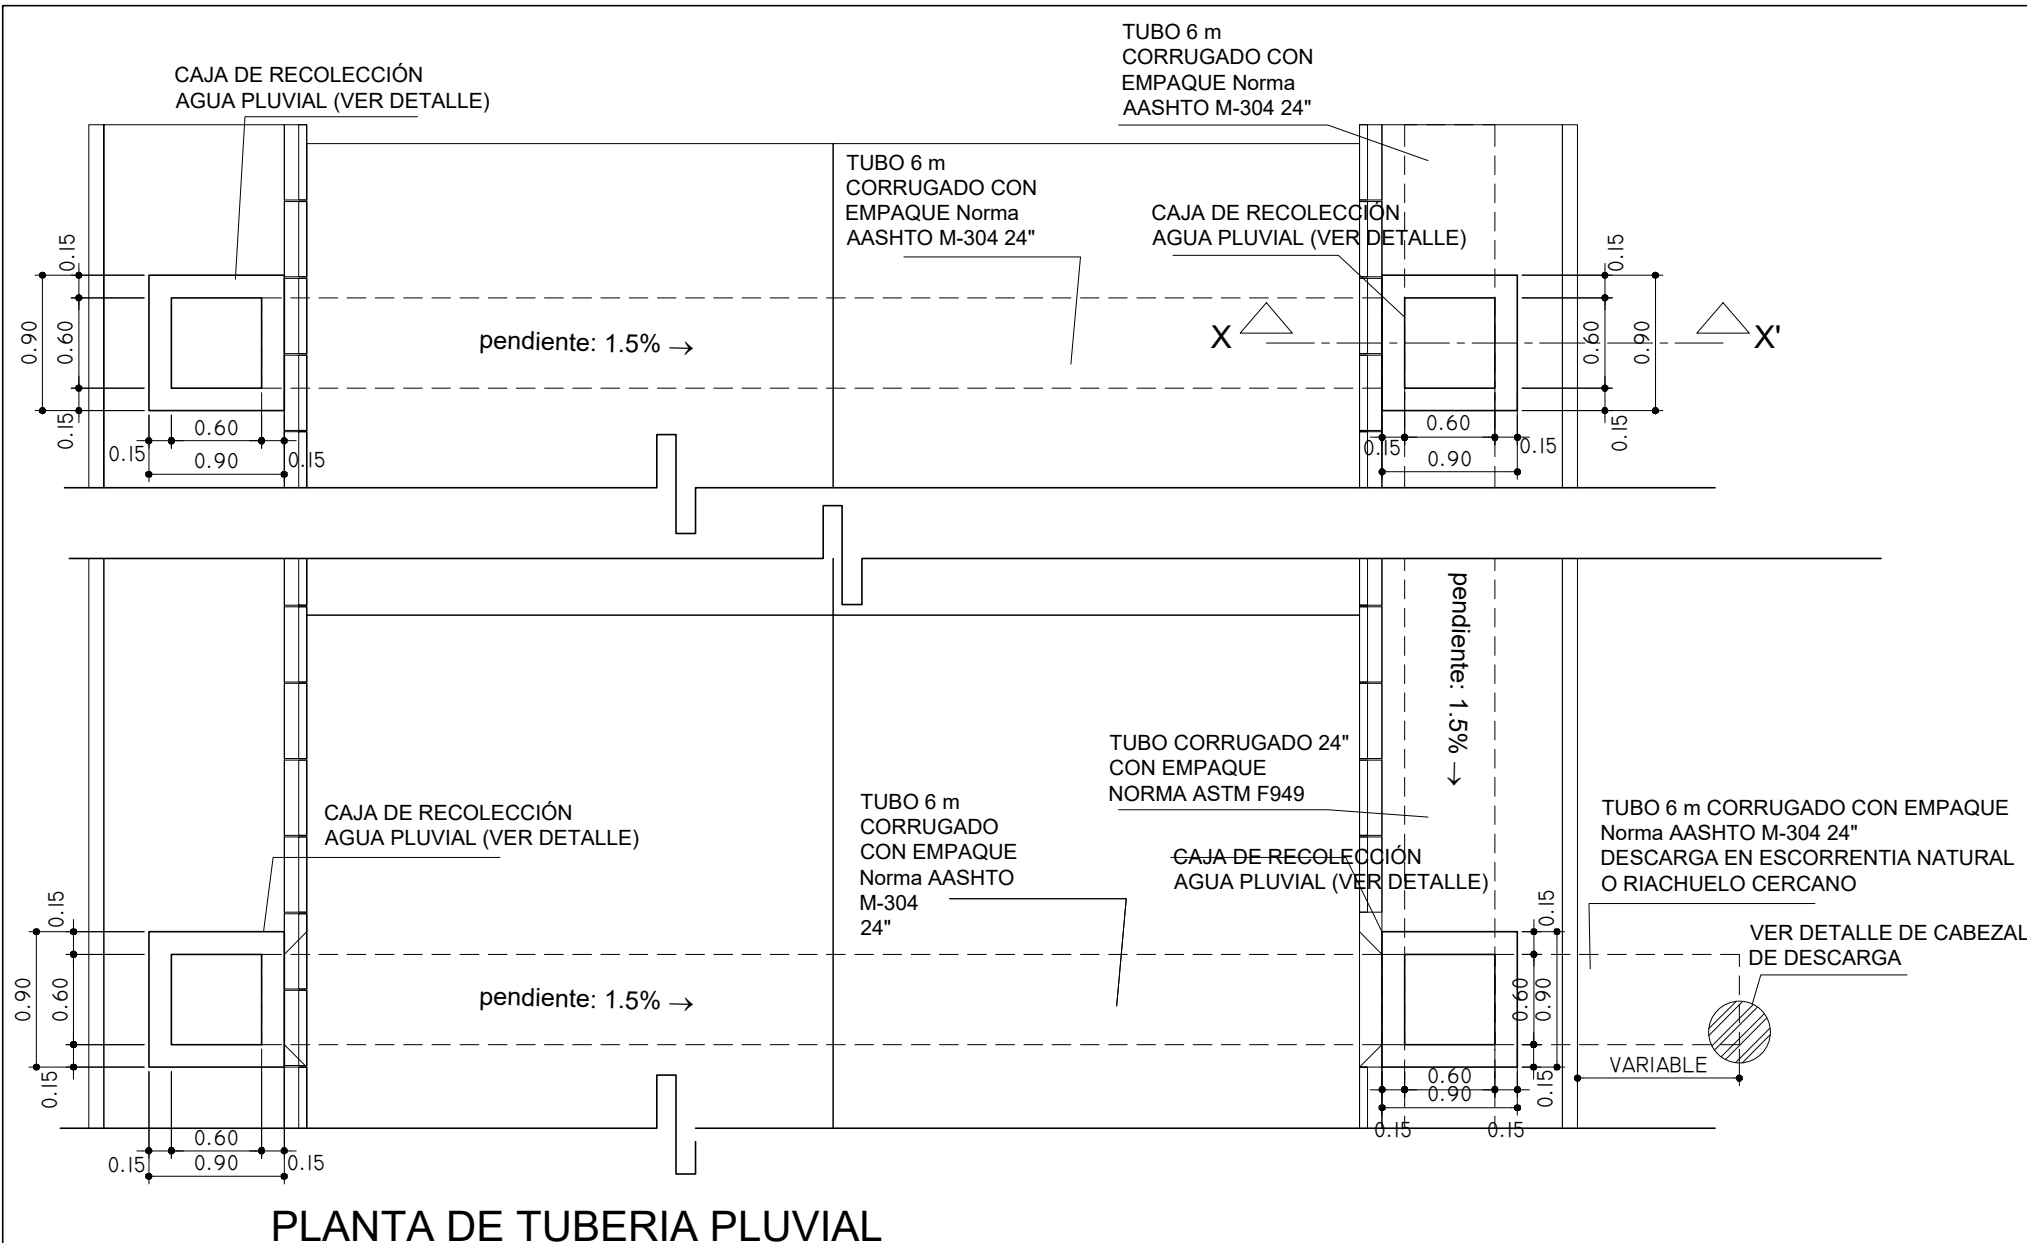 TUBO 6 m
CORRUGADO CON
EMPAQUE Norma
AASHTO M-304 24"
CAJA DE RECOLECCIÓN
AGUA PLUVIAL (VER DETALLE)
TUBO 6 m
CORRUGADO CON
EMPAQUE Norma
AASHTO M-304 24"
CAJA DE RECOLECCIÓN
AGUA PLUVIAL (VER DETALLE)
0.15
0.90
0.60
0.15
0.60
0.15
0.90
0.15
pendiente: 1.5% →
X
X'
0.15
0.60
0.90
0.15
0.60
0.15
0.15
0.90
pendiente: 1.5% →
TUBO CORRUGADO 24"
CON EMPAQUE
NORMA ASTM F949
TUBO 6 m
CORRUGADO
CON EMPAQUE
Norma AASHTO
M-304
24"
CAJA DE RECOLECCIÓN
AGUA PLUVIAL (VER DETALLE)
CAJA DE RECOLECCIÓN
AGUA PLUVIAL (VER DETALLE)
TUBO 6 m CORRUGADO CON EMPAQUE
Norma AASHTO M-304 24"
DESCARGA EN ESCORRENTIA NATURAL
O RIACHUELO CERCANO
VER DETALLE DE CABEZAL
DE DESCARGA
0.15
0.90
0.60
0.15
pendiente: 1.5% →
0.15
0.60
0.90
0.15
VARIABLE
0.60
0.90
0.15
0.15
0.60
0.15
0.90
0.15
PLANTA DE TUBERIA PLUVIAL